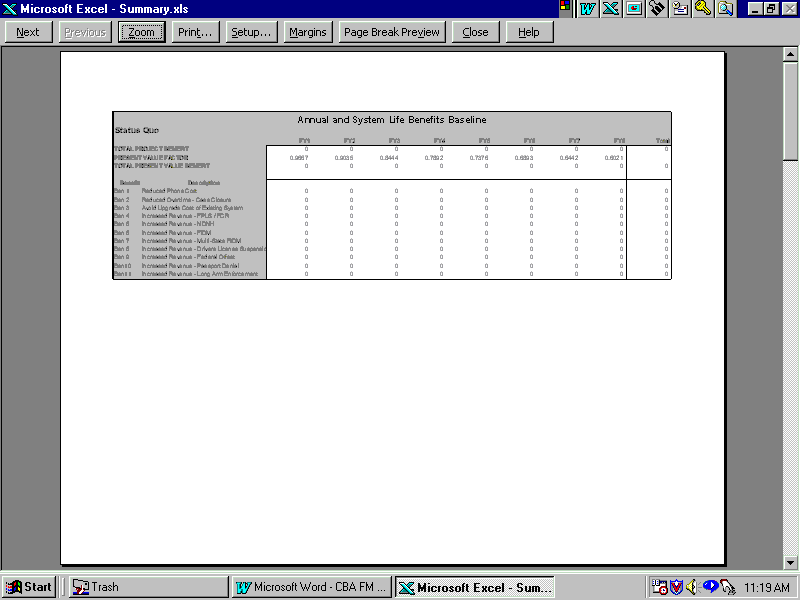 Microsoft Excel - Summary.xls
Next Previous Zoom Print... Setup... Margins Page Break Preview Close Help
Annual and System Life Benefits Baseline
Status Quo
FY1 FY2 FY3 FY4 FY5 FY6 FY7 FY8 Total
TOTAL PROJECT BENEFIT 0 0 0 0 0 0 0 0 0
PRESENT VALUE FACTOR 0.9667 0.9035 0.8444 0.7892 0.7376 0.6893 0.6442 0.6021
TOTAL PRESENT VALUE BENEFIT 0 0 0 0 0 0 0 0 0
Benefit Description
Ben 1 Reduced Phone Cost 0 0 0 0 0 0 0 0 0
Ben 2 Reduced Overtime - Case Closure 0 0 0 0 0 0 0 0 0
Ben 3 Avoid Upgrade Cost of Existing System 0 0 0 0 0 0 0 0 0
Ben 4 Increased Revenue - FPLS / FCR 0 0 0 0 0 0 0 0 0
Ben 5 Increased Revenue - NDNH 0 0 0 0 0 0 0 0 0
Ben 6 Increased Revenue - FIDM 0 0 0 0 0 0 0 0 0
Ben 7 Increased Revenue - Multi-State FIDM 0 0 0 0 0 0 0 0 0
Ben 8 Increased Revenue - Drivers License Suspensio 0 0 0 0 0 0 0 0 0
Ben 9 Increased Revenue - Federal Offset 0 0 0 0 0 0 0 0 0
Ben 10 Increased Revenue - Passport Denial 0 0 0 0 0 0 0 0 0
Ben 11 Increased Revenue - Long Arm Enforcement 0 0 0 0 0 0 0 0 0
Start Trash Microsoft Word - CBA FM ... Microsoft Excel - Sum... 11:19 AM